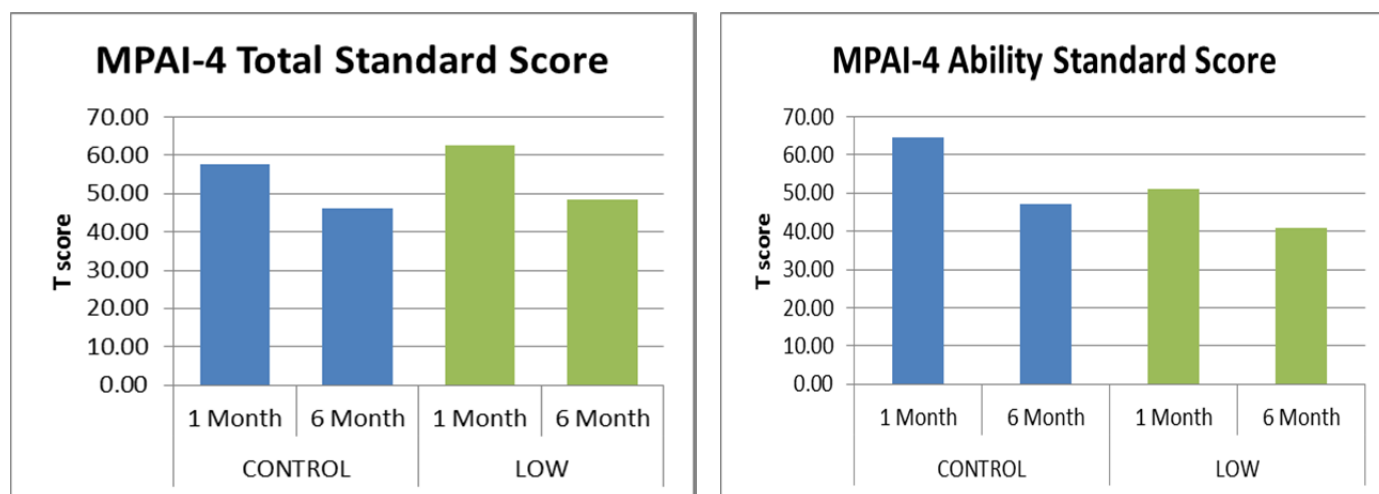 MPAI-4 Total Standard Score
70.00
60.00
50.00
40.00
30.00
20.00
10.00
0.00
T score
1 Month 6 Month 1 Month 6 Month
CONTROL LOW
MPAI-4 Ability Standard Score
70.00
60.00
50.00
40.00
30.00
20.00
10.00
0.00
T score
1 Month 6 Month 1 Month 6 Month
CONTROL LOW